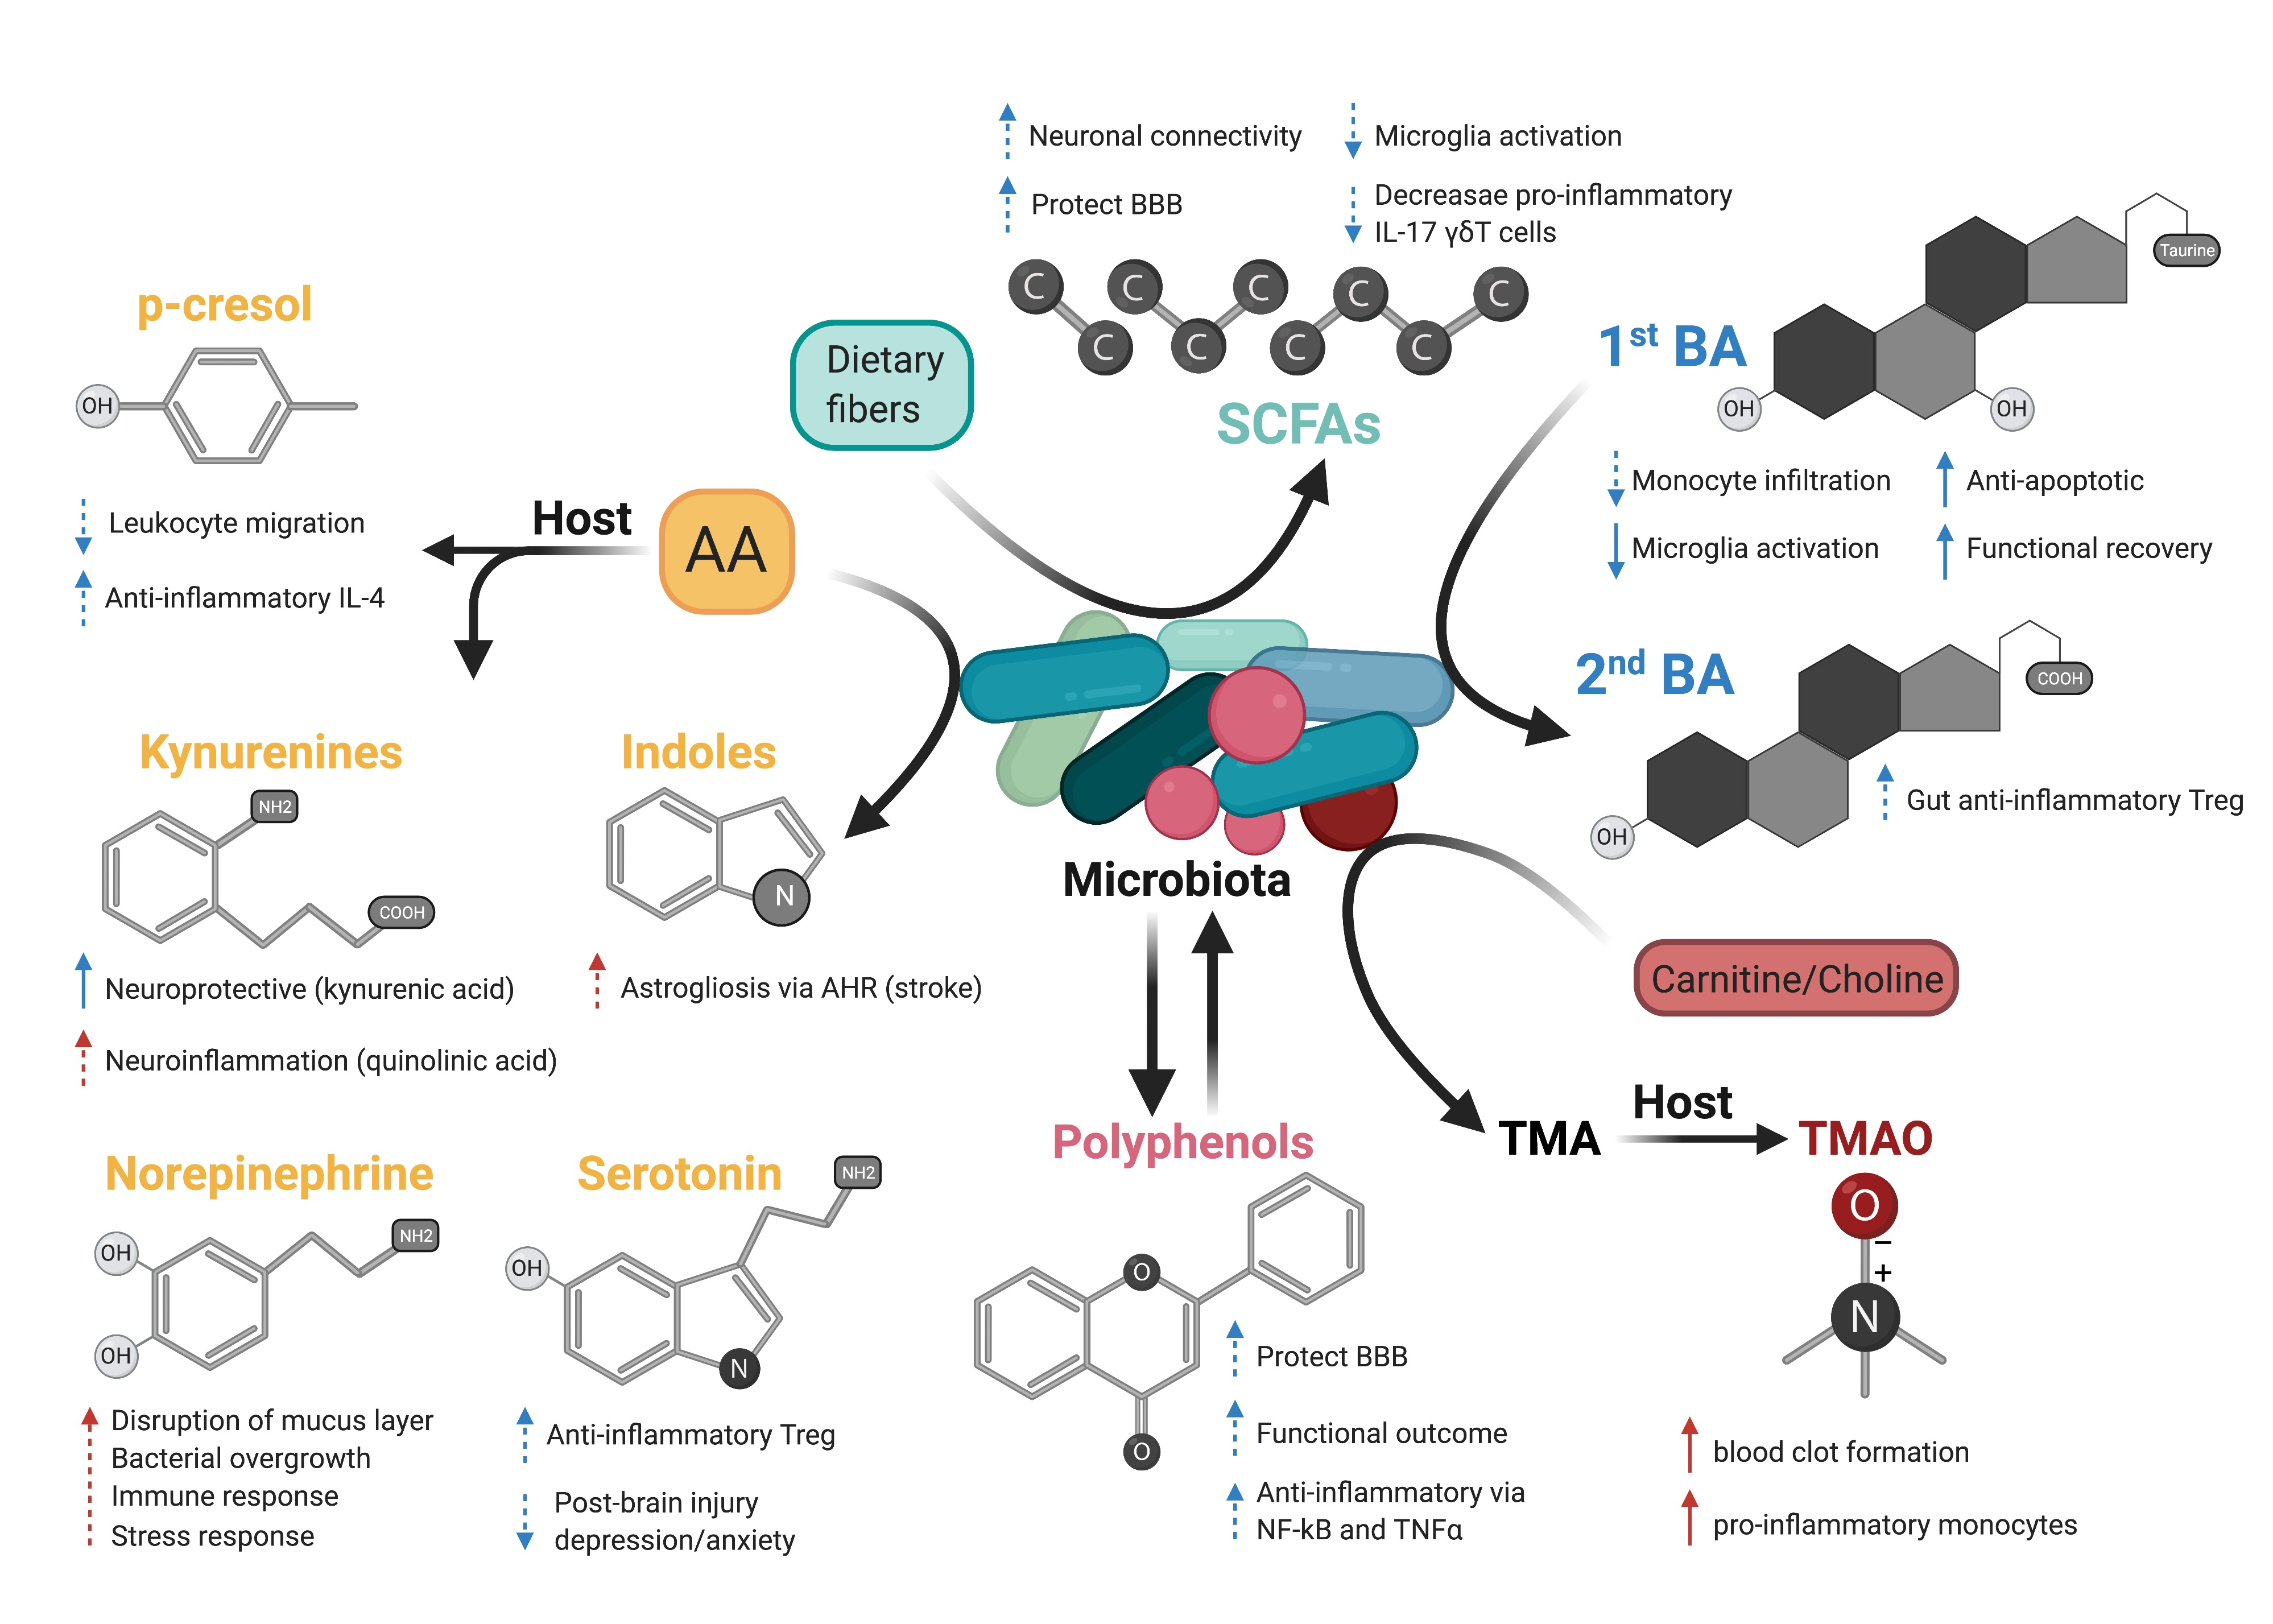 Neuronal connectivity
Protect BBB
Microglia activation
Decreasae pro-inflammatory
IL-17 γδT cells
C
C
C
C
C
C
C
C
C
SCFAs
Dietary
fibers
p-cresol
OH
Leukocyte migration
Anti-inflammatory IL-4
Host
AA
1st BA
Taurine
OH
OH
Monocyte infiltration
Microglia activation
Anti-apoptotic
Functional recovery
2nd BA
COOH
OH
Gut anti-inflammatory Treg
Kynurenines
NH2
COOH
Neuroprotective (kynurenic acid)
Neuroinflammation (quinolinic acid)
Indoles
N
Astrogliosis via AHR (stroke)
Microbiota
Carnitine/Choline
TMA
Host
TMAO
O
−
+
N
blood clot formation
pro-inflammatory monocytes
Norepinephrine
OH
OH
NH2
Disruption of mucus layer
Bacterial overgrowth
Immune response
Stress response
Serotonin
NH2
OH
N
Anti-inflammatory Treg
Post-brain injury
depression/anxiety
Polyphenols
O
O
Protect BBB
Functional outcome
Anti-inflammatory via
NF-kB and TNFα